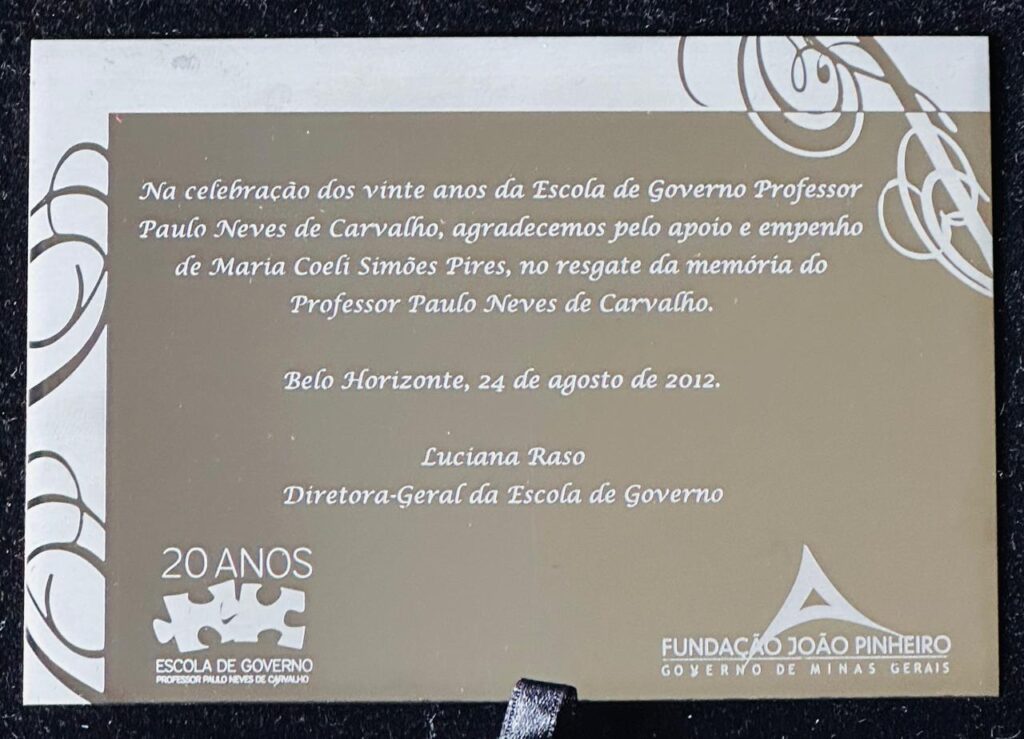 Na celebração dos vinte anos da Escola de Governo Professor
Paulo Neves de Carvalho, agradecemos pelo apoio e empenho
de Maria Coeli Simões Pires, no resgate da memória do
Professor Paulo Neves de Carvalho.
Belo Horizonte, 24 de agosto de 2012.
Luciana Raso
Diretora-Geral da Escola de Governo
20 ANOS
ESCOLA DE GOVERNO
PROFESSOR PAULO NEVES DE CARVALHO
FUNDAÇÃO JOÃO PINHEIRO
GOVERNO DE MINAS GERAIS